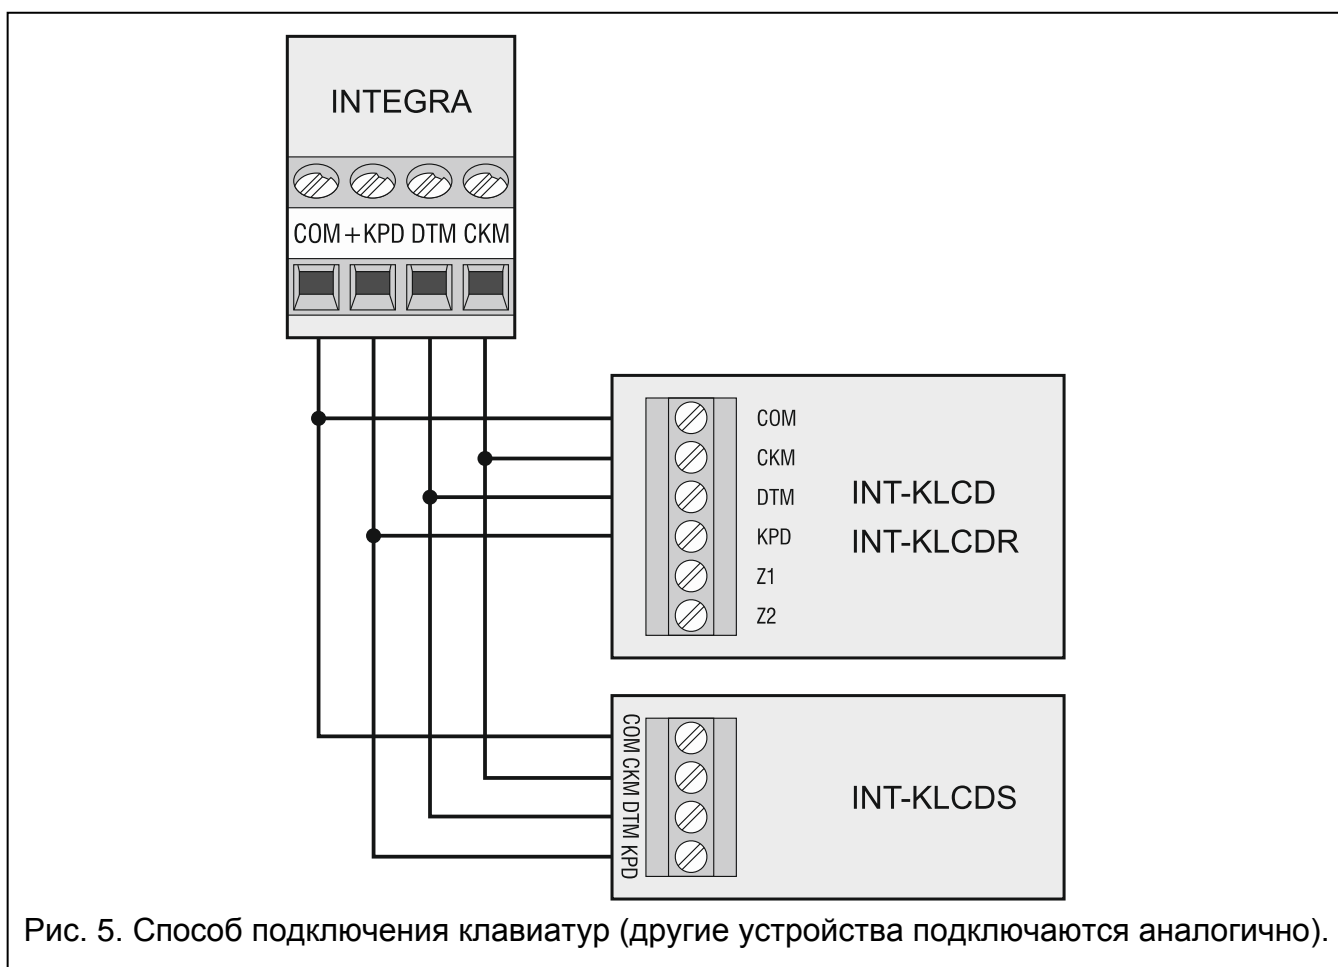 INTEGRA
COM +KPD DTM CKM
COM
CKM
DTM
KPD
Z1
Z2
INT-KLCD
INT-KLCDR
COM CKM DTM KPD
INT-KLCDS
Рис. 5. Способ подключения клавиатур (другие устройства подключаются аналогично).